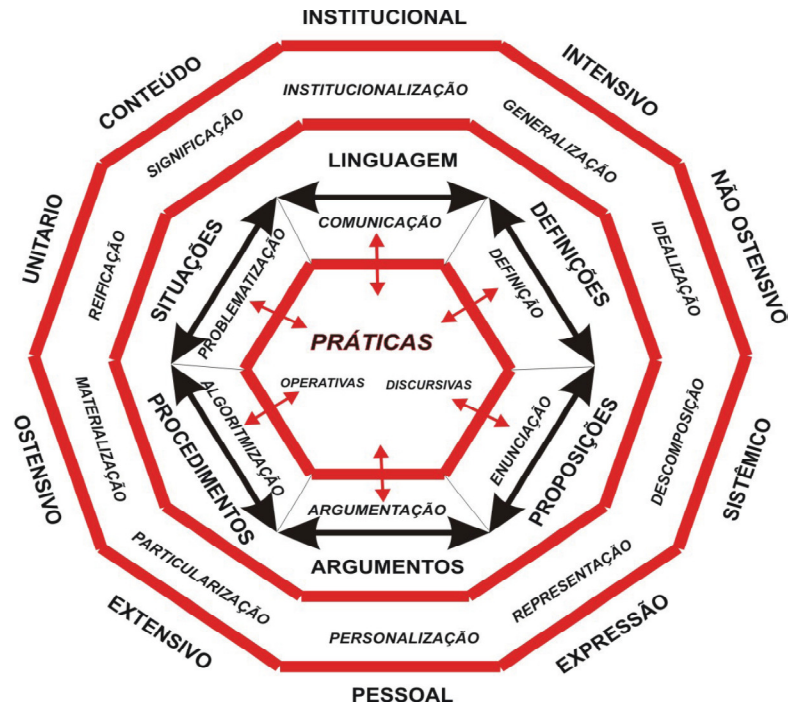 INSTITUCIONAL
CONTEÚDO
INTENSIVO
INSTITUCIONALIZAÇÃO
SIGNIFICAÇÃO
GENERALIZAÇÃO
LINGUAGEM
UNITARIO
NÃO OSTENSIVO
SITUAÇÕES
COMUNICAÇÃO
DEFINIÇÕES
REIFICAÇÃO
PROBLEMATIZAÇÃO
DEFINIÇÃO
IDEALIZAÇÃO
PRÁTICAS
OPERATIVAS
DISCURSIVAS
MATERIALIZAÇÃO
PROCEDIMENTOS
ALGORITMIZAÇÃO
ENUNCIAÇÃO
PROPOSIÇÕES
DESCOMPOSIÇÃO
OSTENSIVO
SISTÊMICO
ARGUMENTAÇÃO
ARGUMENTOS
PARTICULARIZAÇÃO
REPRESENTAÇÃO
PERSONALIZAÇÃO
EXTENSIVO
EXPRESSÃO
PESSOAL